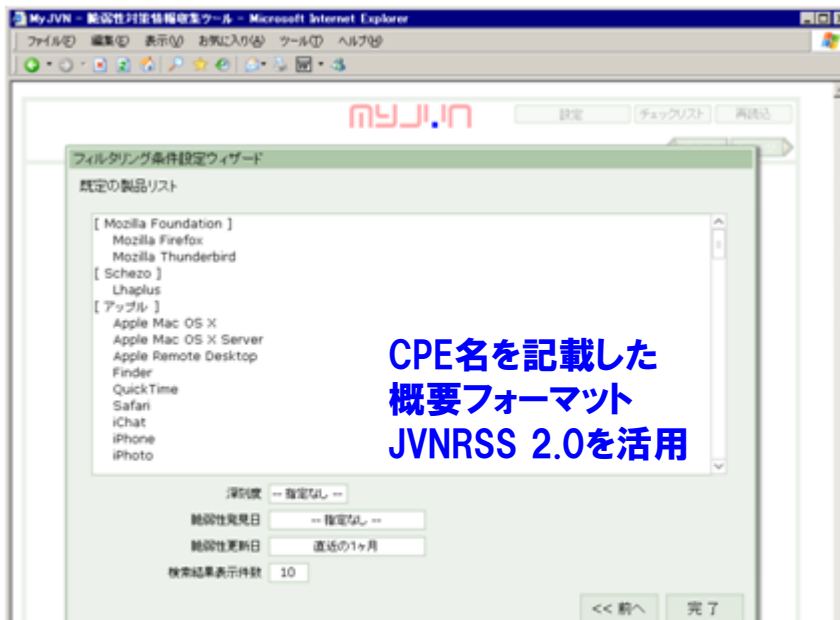 MyJVN - 脆弱性対策情報収集ツール - Microsoft Internet Explorer
ファイル(F) 編集(E) 表示(V) お気に入り(A) ツール(T) ヘルプ(H)
MyJVN
設定 チェックリスト 再読込
フィルタリング条件設定ウィザード
既定の製品リスト
[ Mozilla Foundation ]
Mozilla Firefox
Mozilla Thunderbird
[ Schezo ]
Lhaplus
[ アップル ]
Apple Mac OS X
Apple Mac OS X Server
Apple Remote Desktop
Finder
QuickTime
Safari
iChat
iPhone
iPhoto
CPE名を記載した
概要フォーマット
JVNRSS 2.0を活用
深刻度 -- 指定なし --
脆弱性発見日 -- 指定なし --
脆弱性更新日 直近の1ヶ月
検索結果表示件数 10
<< 前へ 完了